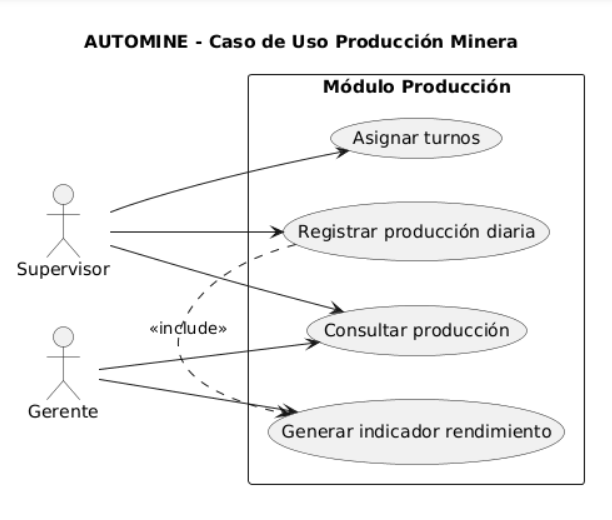 AUTOMINE - Caso de Uso Producción Minera
Módulo Producción
Asignar turnos
Registrar producción diaria
Supervisor
«include»
Consultar producción
Gerente
Generar indicador rendimiento